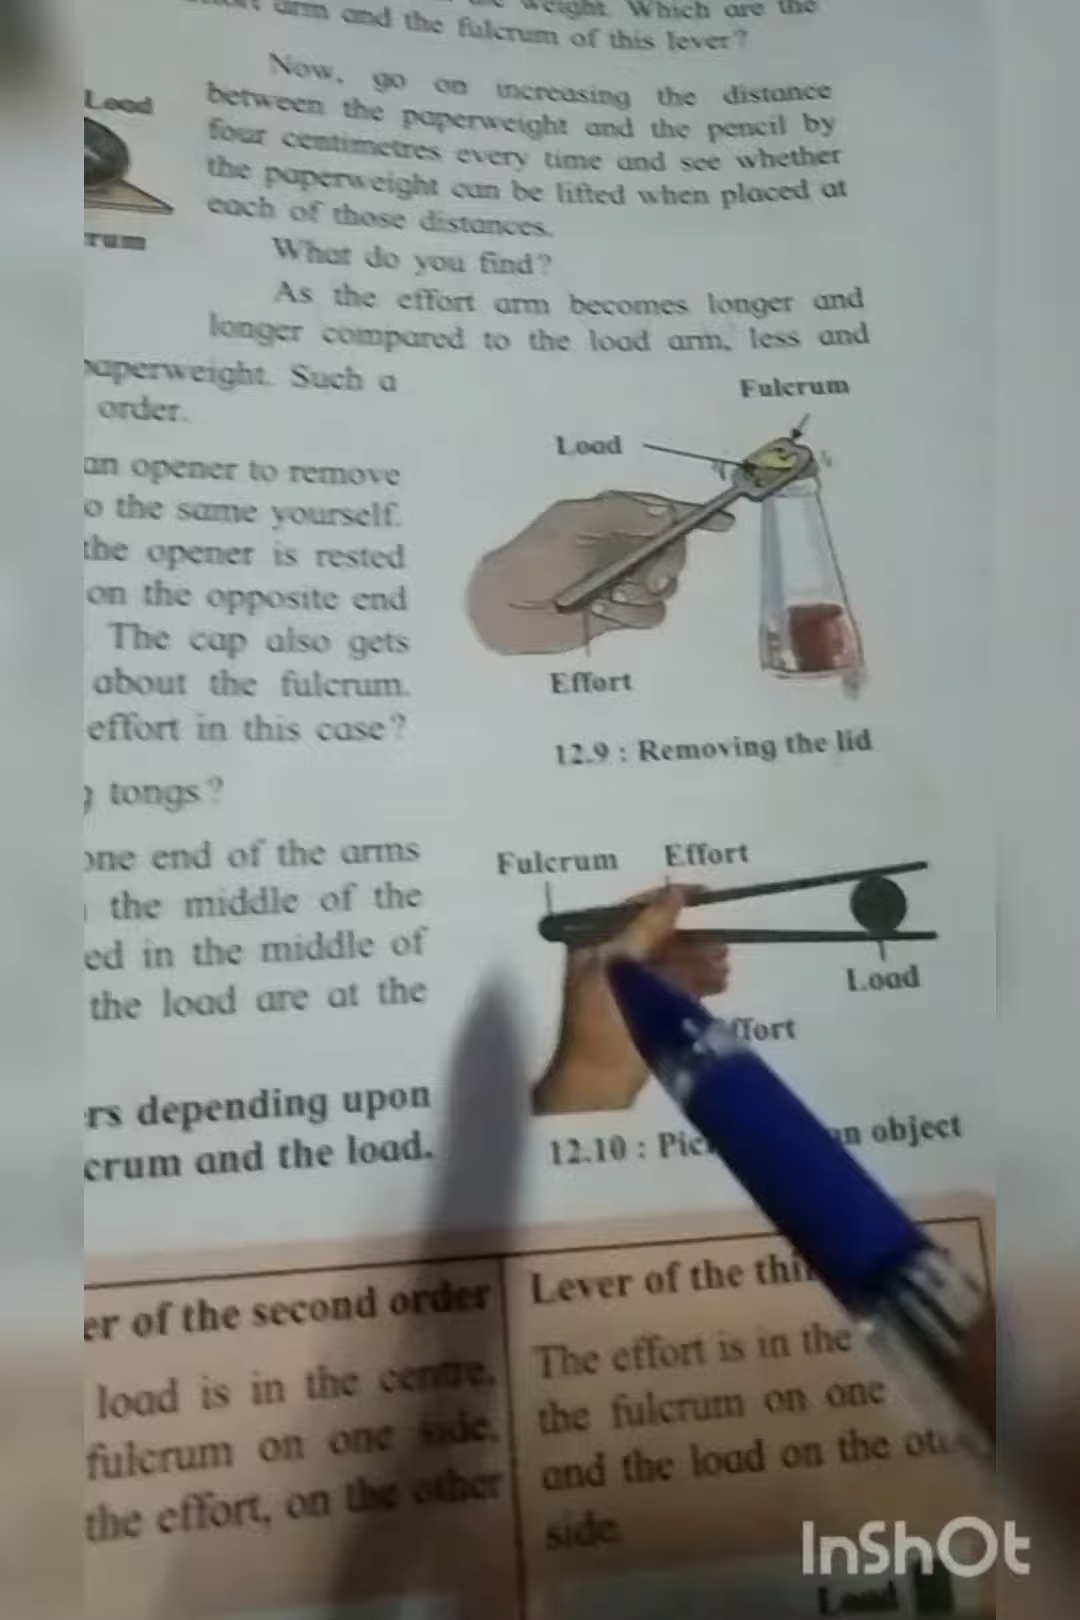 weight. Which are the
arm and the fulcrum of this lever?
Now, go on increasing the distance
between the paperweight and the pencil by
four centimetres every time and see whether
the paperweight can be lifted when placed at
each of those distances.
What do you find?
As the effort arm becomes longer and
longer compared to the load arm, less and
Load
rum
paperweight. Such a
order.
an opener to remove
o the same yourself.
the opener is rested
on the opposite end
The cap also gets
about the fulcrum.
effort in this case?
tongs?
one end of the arms
the middle of the
ed in the middle of
the load are at the
rs depending upon
crum and the load.
Fulcrum
Load
Effort
12.9 : Removing the lid
Fulcrum Effort
Load
ffort
12.10 : Pic an object
er of the second order
load is in the centre,
fulcrum on one side,
the effort, on the other
Lever of the thi
The effort is in the
the fulcrum on one
and the load on the ot
side.
Load
InShOt